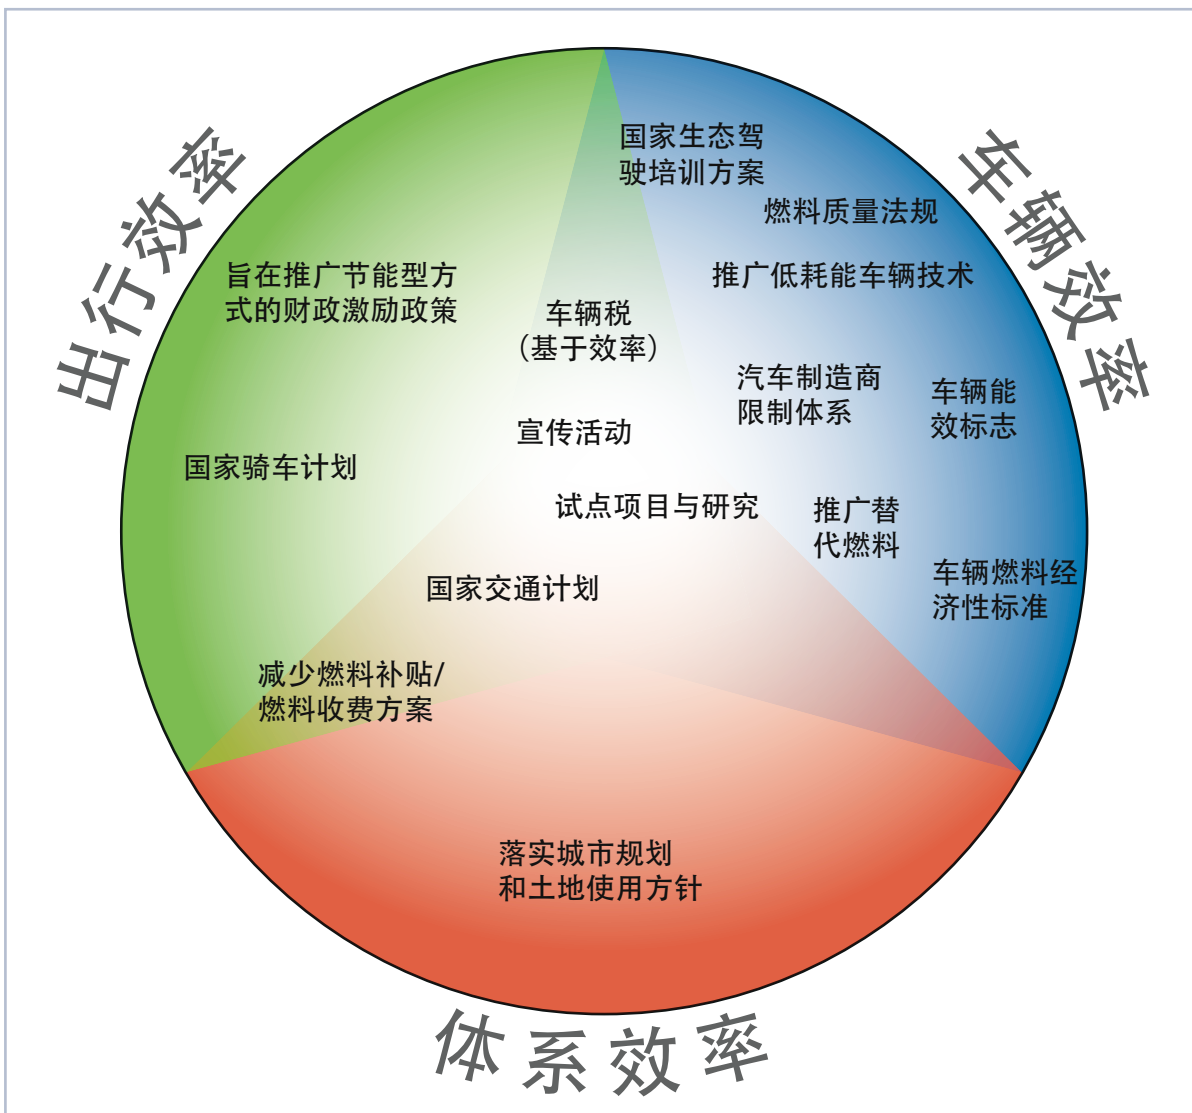 出行效率
车辆效率
国家生态驾
驶培训方案
燃料质量法规
旨在推广节能型方
式的财政激励政策
推广低耗能车辆技术
车辆税
（基于效率）
汽车制造商
限制体系
车辆能
效标志
宣传活动
国家骑车计划
试点项目与研究
推广替
代燃料
国家交通计划
车辆燃料经
济性标准
减少燃料补贴/
燃料收费方案
落实城市规划
和土地使用方针
体系效率